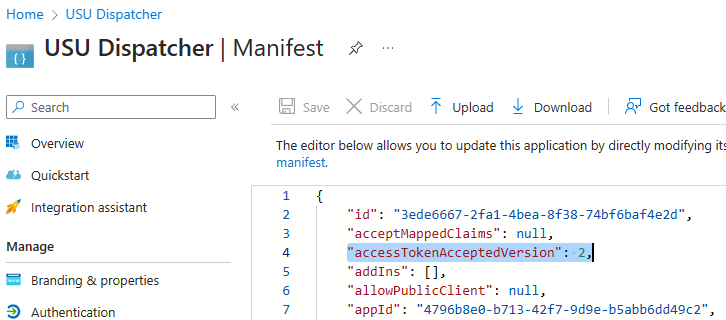 Home > USU Dispatcher
USU Dispatcher | Manifest ...
Search
«
Save Discard Upload Download Got feedback
Overview
Quickstart
Integration assistant
Manage
Branding & properties
Authentication
The editor below allows you to update this application by directly modifying its
manifest.
1 {
2 "id": "3ede6667-2fa1-4bea-8f38-74bf6baf4e2d",
3 "acceptMappedClaims": null,
4 "accessTokenAcceptedVersion": 2,
5 "addIns": [],
6 "allowPublicClient": null,
7 "appId": "4796b8e0-b713-42f7-9d9e-b5abb6dd49c2",